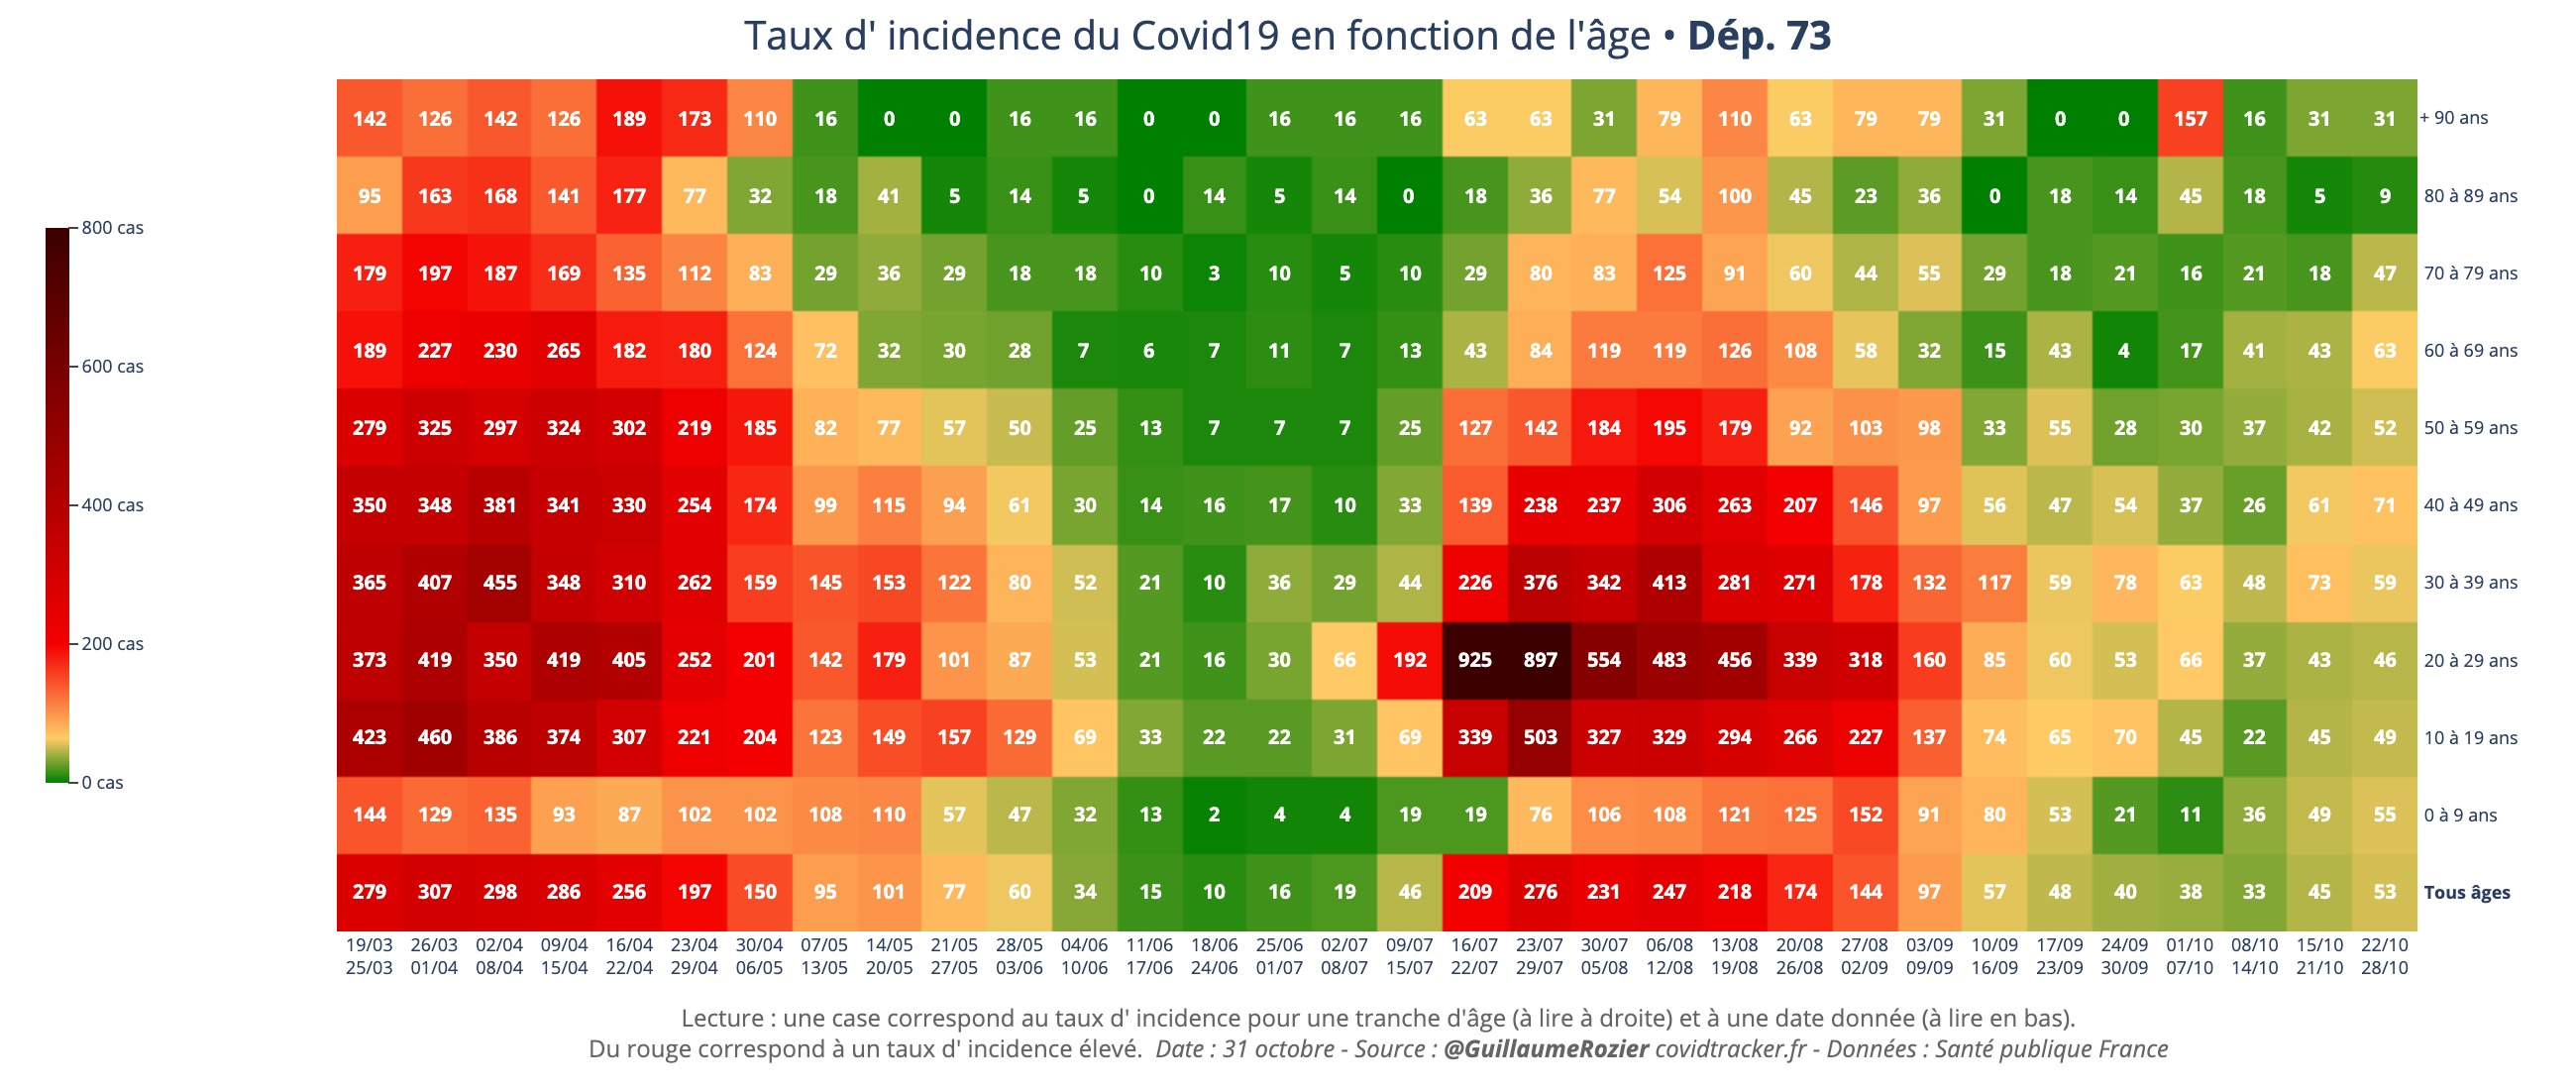 Taux d' incidence du Covid19 en fonction de l'âge • Dép. 73
800 cas
600 cas
400 cas
200 cas
0 cas
142 126 142 126 189 173 110 16 0 0 16 16 0 0 16 16 16 63 63 31 79 110 63 79 79 31 0 0 157 16 31 31 + 90 ans
95 163 168 141 177 77 32 18 41 5 14 5 0 14 5 14 0 18 36 77 54 100 45 23 36 0 18 14 45 18 5 9 80 à 89 ans
179 197 187 169 135 112 83 29 36 29 18 18 10 3 10 5 10 29 80 83 125 91 60 44 55 29 18 21 16 21 18 47 70 à 79 ans
189 227 230 265 182 180 124 72 32 30 28 7 6 7 11 7 13 43 84 119 119 126 108 58 32 15 43 4 17 41 43 63 60 à 69 ans
279 325 297 324 302 219 185 82 77 57 50 25 13 7 7 7 25 127 142 184 195 179 92 103 98 33 55 28 30 37 42 52 50 à 59 ans
350 348 381 341 330 254 174 99 115 94 61 30 14 16 17 10 33 139 238 237 306 263 207 146 97 56 47 54 37 26 61 71 40 à 49 ans
365 407 455 348 310 262 159 145 153 122 80 52 21 10 36 29 44 226 376 342 413 281 271 178 132 117 59 78 63 48 73 59 30 à 39 ans
373 419 350 419 405 252 201 142 179 101 87 53 21 16 30 66 192 925 897 554 483 456 339 318 160 85 60 53 66 37 43 46 20 à 29 ans
423 460 386 374 307 221 204 123 149 157 129 69 33 22 22 31 69 339 503 327 329 294 266 227 137 74 65 70 45 22 45 49 10 à 19 ans
144 129 135 93 87 102 102 108 110 57 47 32 13 2 4 4 19 19 76 106 108 121 125 152 91 80 53 21 11 36 49 55 0 à 9 ans
279 307 298 286 256 197 150 95 101 77 60 34 15 10 16 19 46 209 276 231 247 218 174 144 97 57 48 40 38 33 45 53 Tous âges
19/03 26/03 02/04 09/04 16/04 23/04 30/04 07/05 14/05 21/05 28/05 04/06 11/06 18/06 25/06 02/07 09/07 16/07 23/07 30/07 06/08 13/08 20/08 27/08 03/09 10/09 17/09 24/09 01/10 08/10 15/10 22/10
25/03 01/04 08/04 15/04 22/04 29/04 06/05 13/05 20/05 27/05 03/06 10/06 17/06 24/06 01/07 08/07 15/07 22/07 29/07 05/08 12/08 19/08 26/08 02/09 09/09 16/09 23/09 30/09 07/10 14/10 21/10 28/10
Lecture : une case correspond au taux d' incidence pour une tranche d'âge (à lire à droite) et à une date donnée (à lire en bas).
Du rouge correspond à un taux d' incidence élevé. Date : 31 octobre - Source : @GuillaumeRozier covidtracker.fr - Données : Santé publique France